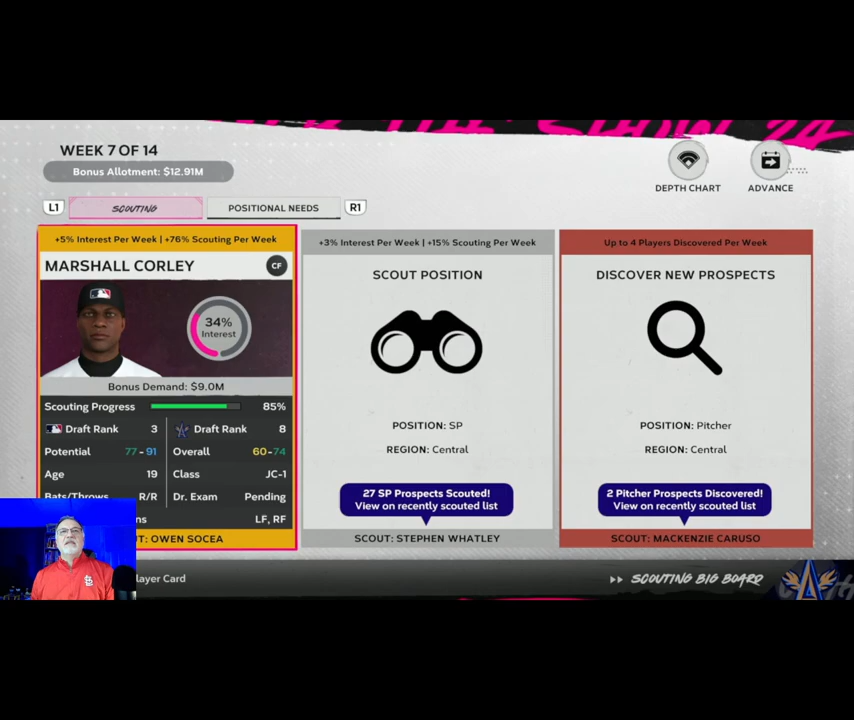 THE SHOW 24
WEEK 7 OF 14
Bonus Allotment: $12.91M
DEPTH CHART
ADVANCE
L1
SCOUTING
POSITIONAL NEEDS
R1
+5% Interest Per Week | +76% Scouting Per Week
MARSHALL CORLEY
CF
34%
Interest
Bonus Demand: $9.0M
Scouting Progress 85%
Draft Rank 3
Draft Rank 8
Potential 77-91
Overall 60-74
Age 19
Class JC-1
Bats/Throws R/R
Dr. Exam Pending
LF, RF
OWEN SOCEA
+3% Interest Per Week | +15% Scouting Per Week
SCOUT POSITION
POSITION: SP
REGION: Central
27 SP Prospects Scouted!
View on recently scouted list
SCOUT: STEPHEN WHATLEY
Up to 4 Players Discovered Per Week
DISCOVER NEW PROSPECTS
POSITION: Pitcher
REGION: Central
2 Pitcher Prospects Discovered!
View on recently scouted list
SCOUT: MACKENZIE CARUSO
layer Card
SCOUTING BIG BOARD